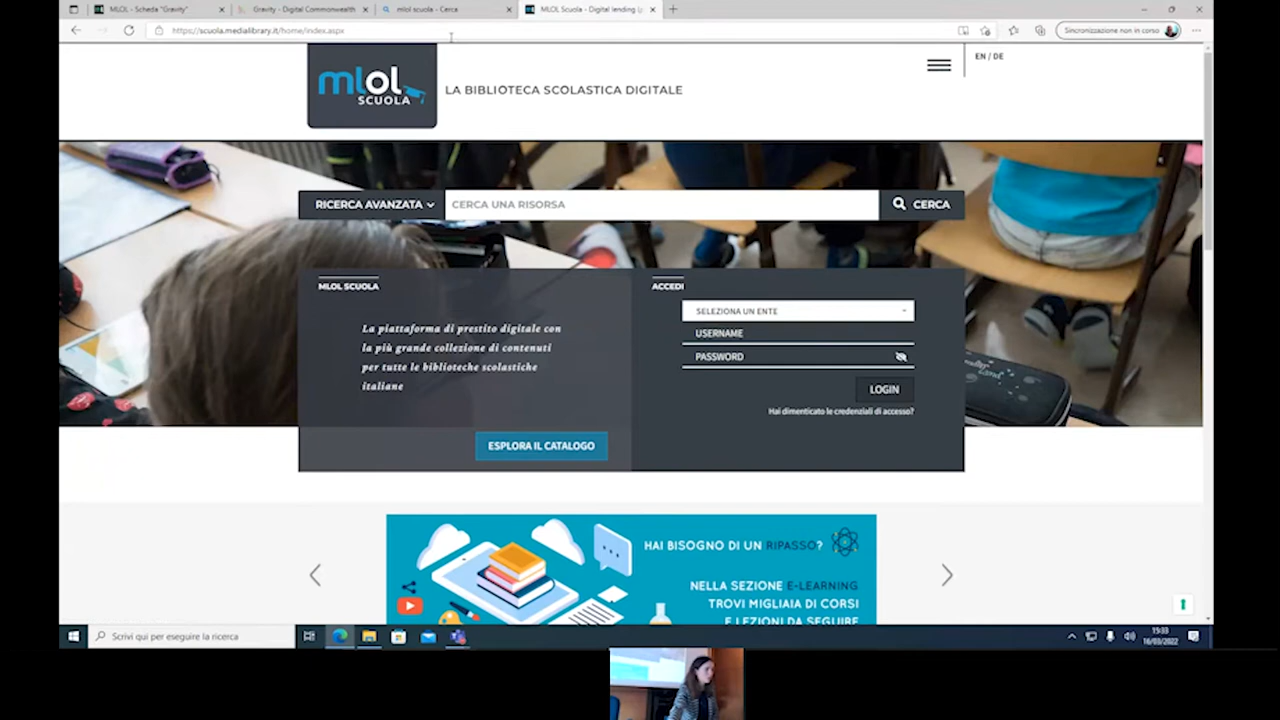 MLOL - Scheda "Gravity"
Gravity - Digital Commonwealth
mlol scuola - Cerca
MLOL Scuola - Digital lending
https://scuola.medialibrary.it/home/index.aspx
Sincronizzazione non in corso
mlol
SCUOLA
LA BIBLIOTECA SCOLASTICA DIGITALE
EN / DE
RICERCA AVANZATA
CERCA UNA RISORSA
CERCA
MLOL SCUOLA
La piattaforma di prestito digitale con
la più grande collezione di contenuti
per tutte le biblioteche scolastiche
italiane
ESPLORA IL CATALOGO
ACCEDI
SELEZIONA UN ENTE
USERNAME
PASSWORD
LOGIN
Hai dimenticato le credenziali di accesso?
HAI BISOGNO DI UN RIPASSO?
NELLA SEZIONE E-LEARNING
TROVI MIGLIAIA DI CORSI
E LEZIONI DA SEGUIRE
Scrivi qui per eseguire la ricerca
15:33
16/03/2022